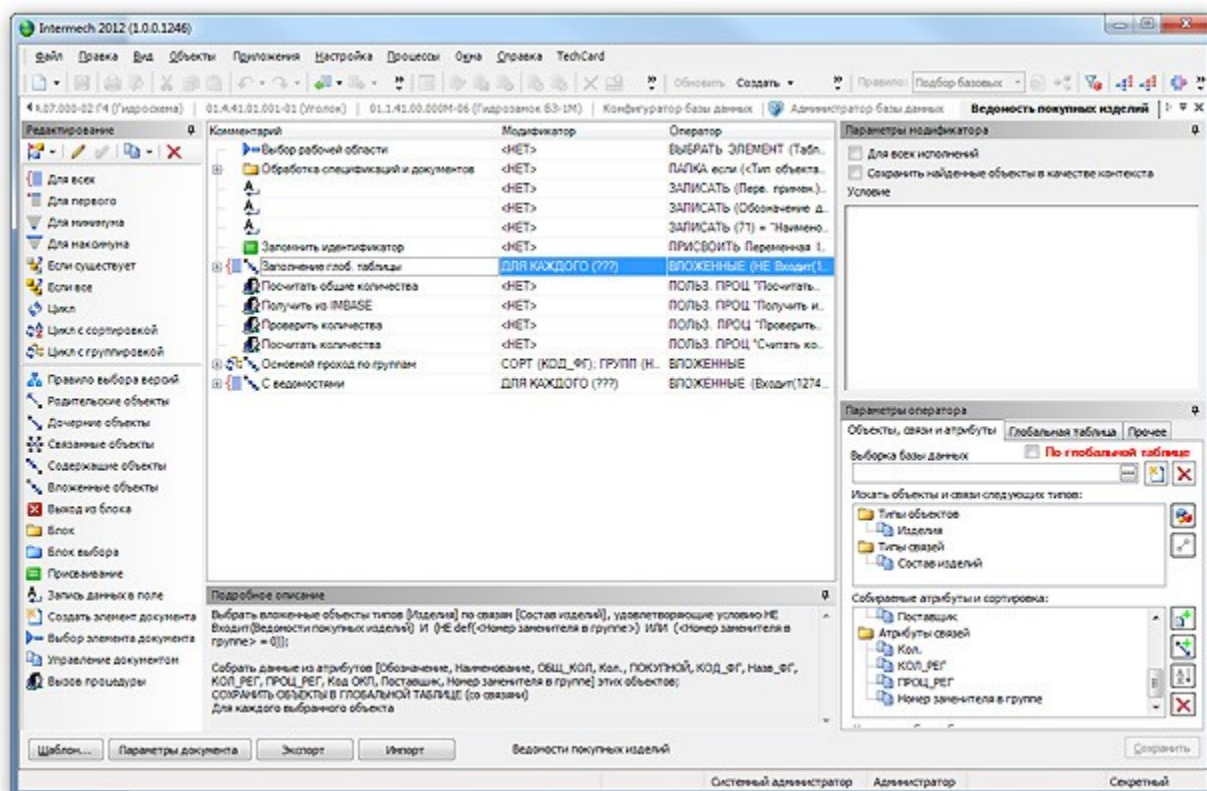 Intermech 2012 (1.0.0.1246)
Файл Правка Вид Объекты Приложения Настройка Процессы Окна Справка TechCard
Обновить Создать Правило: Подбор базовых
4.07.000-02 Г4 (Гидросхема) 01.4.41.01.001-01 (Уголок) 01.1.41.00.000М-06 (Гидрозамок БЗ-1М) Конфигуратор базы данных Администратор базы данных Ведомость покупных изделий
Редактирование
Для всех
Для первого
Для минимума
Для максимума
Если существует
Если все
Цикл
Цикл с сортировкой
Цикл с группировкой
Правило выбора версий
Родительские объекты
Дочерние объекты
Связанные объекты
Содержащие объекты
Вложенные объекты
Выход из блока
Блок
Блок выбора
Присваивание
Запись данных в поле
Создать элемент документа
Выбор элемента документа
Управление документом
Вызов процедуры
Комментарий Модификатор Оператор
Выбор рабочей области <НЕТ> ВЫБРАТЬ ЭЛЕМЕНТ (Табл..
Обработка спецификаций и документов <НЕТ> ПАПКА если (<Тип объекта..
<НЕТ> ЗАПИСАТЬ (Перв. примен.)..
<НЕТ> ЗАПИСАТЬ (Обозначение д..
<НЕТ> ЗАПИСАТЬ (71) = "Наимено..
Запомнить идентификатор <НЕТ> ПРИСВОИТЬ Переменная I..
Заполнение глоб. таблицы ДЛЯ КАЖДОГО (???) ВЛОЖЕННЫЕ (НЕ Входит(1..
Посчитать общие количества <НЕТ> ПОЛЬЗ. ПРОЦ "Посчитать..
Получить из IMBASE <НЕТ> ПОЛЬЗ. ПРОЦ "Получить и..
Проверить количества <НЕТ> ПОЛЬЗ. ПРОЦ "Проверить..
Посчитать количества <НЕТ> ПОЛЬЗ. ПРОЦ "Считать ко..
Основной проход по группам СОРТ (КОД_ФГ); ГРУПП (Н.. ВЛОЖЕННЫЕ
С ведомостями ДЛЯ КАЖДОГО (???) ВЛОЖЕННЫЕ (Входит(1274..
Подробное описание
Выбрать вложенные объекты типов [Изделия] по связям [Состав изделий], удовлетворяющие условию НЕ
Входит(Ведомости покупных изделий) И (НЕ def(<Номер заменителя в группе>) ИЛИ (<Номер заменителя в
группе> = 0));
Собрать данные из атрибутов [Обозначение, Наименование, ОБЩ_КОЛ, Кол., ПОКУПНОЙ, КОД_ФГ, Назв_ФГ,
КОЛ_РЕГ, ПРОЦ_РЕГ, Код ОКП, Поставщик, Номер заменителя в группе] этих объектов;
СОХРАНИТЬ ОБЪЕКТЫ В ГЛОБАЛЬНОЙ ТАБЛИЦЕ (со связями)
Для каждого выбранного объекта
Параметры модификатора
Для всех исполнений
Сохранить найденные объекты в качестве контекста
Условие
Параметры оператора
Объекты, связи и атрибуты Глобальная таблица Прочее
Выборка базы данных По глобальной таблице
Искать объекты и связи следующих типов:
Типы объектов
Изделия
Типы связей
Состав изделий
Собираемые атрибуты и сортировка:
Поставщик
Атрибуты связей
Кол.
КОЛ_РЕГ
ПРОЦ_РЕГ
Номер заменителя в группе
Шаблон... Параметры документа Экспорт Импорт Ведомости покупных изделий Сохранить
Системный администратор Администратор Секретный